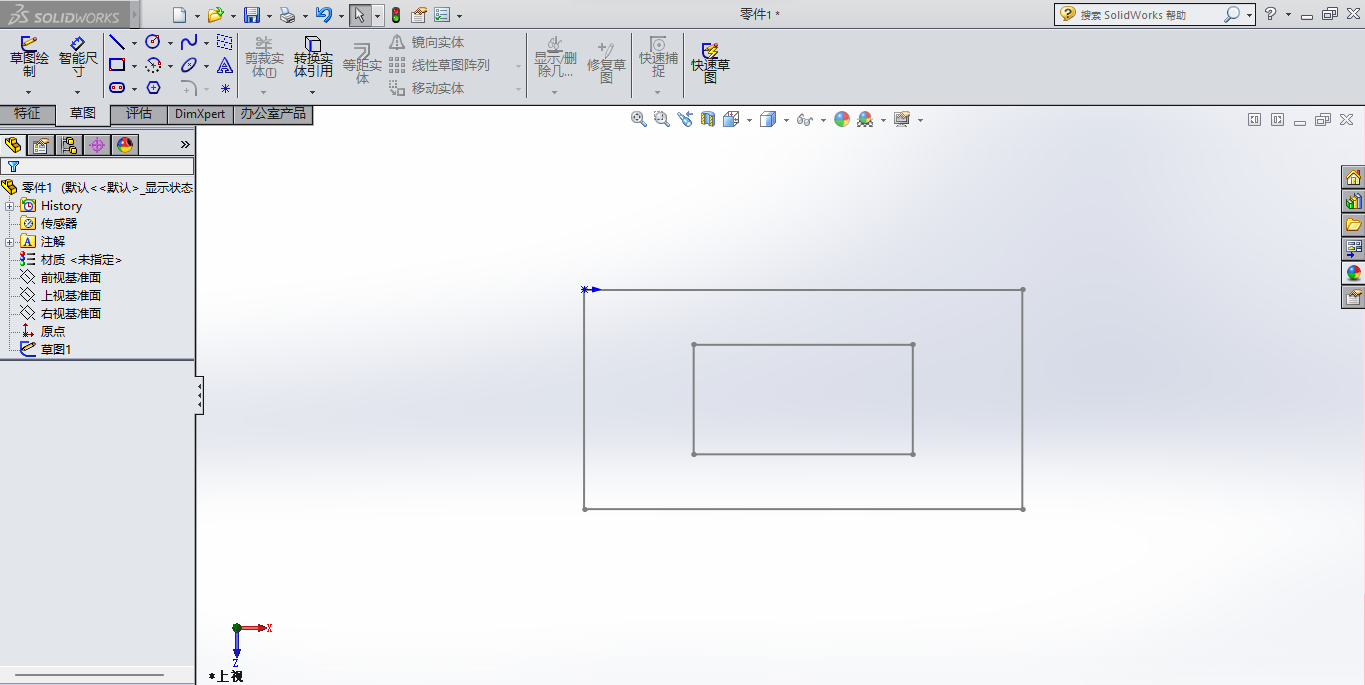 SOLIDWORKS
零件1 *
搜索 SolidWorks 帮助
草图绘制
智能尺寸
剪裁实体(T)
转换实体引用
等距实体
镜向实体
线性草图阵列
移动实体
显示/删除几...
修复草图
快速捕捉
快速草图
特征
草图
评估
DimXpert
办公室产品
零件1 (默认<<默认>_显示状态
History
传感器
注解
材质 <未指定>
前视基准面
上视基准面
右视基准面
原点
草图1
X
Z
*上视